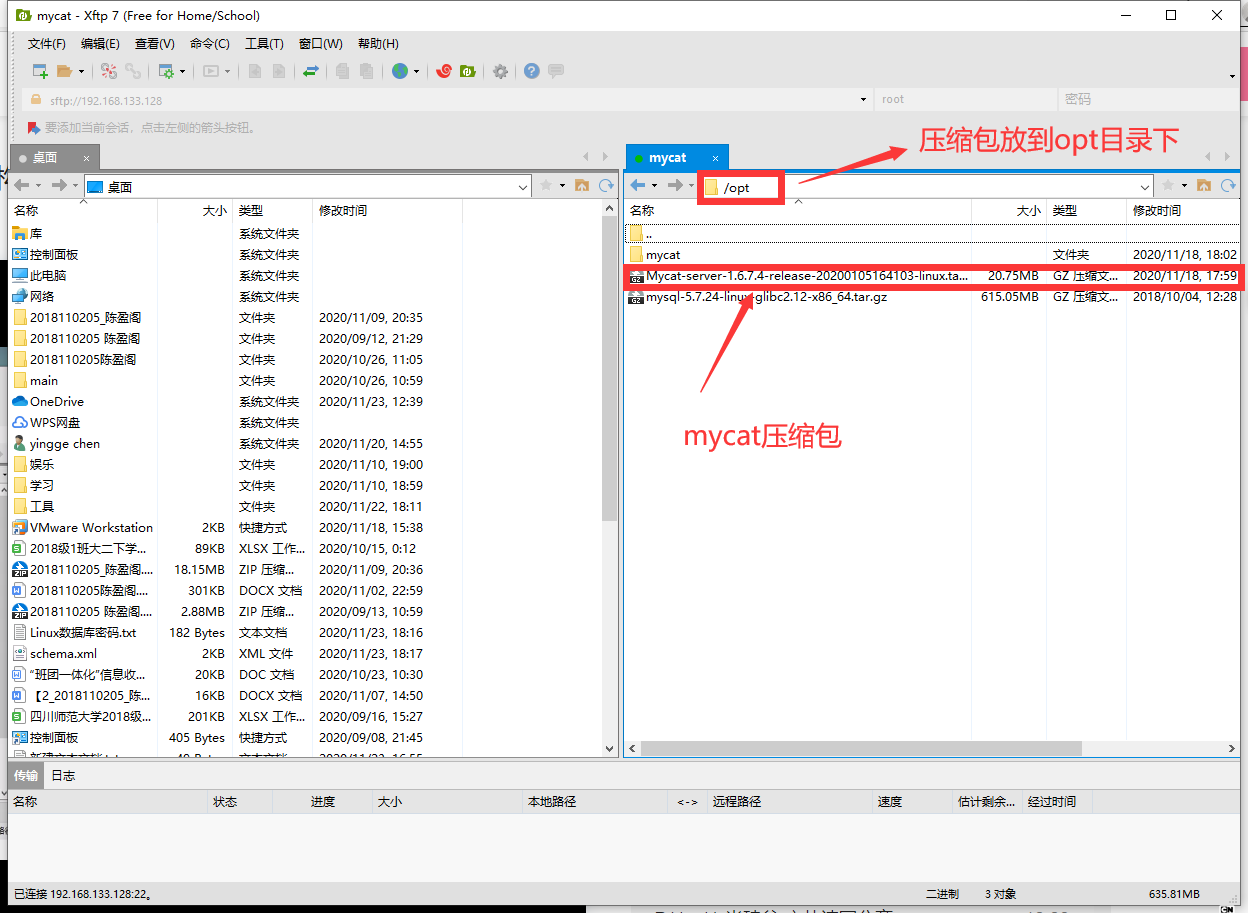 mycat - Xftp 7 (Free for Home/School)
文件(F) 编辑(E) 查看(V) 命令(C) 工具(T) 窗口(W) 帮助(H)
sftp://192.168.133.128 root 密码
要添加当前会话，点击左侧的箭头按钮。
压缩包放到opt目录下
桌面 × mycat ×
桌面 /opt
名称 大小 类型 修改时间
库 系统文件夹
控制面板 系统文件夹
此电脑 系统文件夹
网络 系统文件夹
2018110205_陈盈阁 文件夹 2020/11/09, 20:35
2018110205 陈盈阁 文件夹 2020/09/12, 21:29
2018110205陈盈阁 文件夹 2020/10/26, 11:05
main 文件夹 2020/10/26, 10:59
OneDrive 系统文件夹 2020/11/23, 12:39
WPS网盘 系统文件夹
yingge chen 系统文件夹 2020/11/20, 14:55
娱乐 文件夹 2020/11/10, 19:00
学习 文件夹 2020/11/10, 18:59
工具 文件夹 2020/11/22, 18:11
VMware Workstation 2KB 快捷方式 2020/11/18, 15:38
2018级1班大二下学... 89KB XLSX 工作... 2020/10/15, 0:12
2018110205_陈盈阁.... 18.15MB ZIP 压缩... 2020/11/09, 20:36
2018110205陈盈阁.... 301KB DOCX 文档 2020/11/02, 22:59
2018110205 陈盈阁.... 2.88MB ZIP 压缩... 2020/09/13, 10:59
Linux数据库密码.txt 182 Bytes 文本文档 2020/11/23, 18:16
schema.xml 2KB XML 文件 2020/11/23, 18:17
“班团一体化”信息收... 20KB DOC 文档 2020/10/23, 10:30
【2_2018110205_陈... 16KB DOCX 文档 2020/11/07, 14:50
四川师范大学2018级... 201KB XLSX 工作... 2020/09/16, 15:27
控制面板 405 Bytes 快捷方式 2020/09/08, 21:45
名称 大小 类型 修改时间
..
mycat 文件夹 2020/11/18, 18:02
Mycat-server-1.6.7.4-release-20200105164103-linux.ta... 20.75MB GZ 压缩文... 2020/11/18, 17:59
mysql-5.7.24-linux-glibc2.12-x86_64.tar.gz 615.05MB GZ 压缩文... 2018/10/04, 12:28
mycat压缩包
传输 日志
名称 状态 进度 大小 本地路径 <-> 远程路径 速度 估计剩余... 经过时间
已连接 192.168.133.128:22。 二进制 3 对象 635.81MB